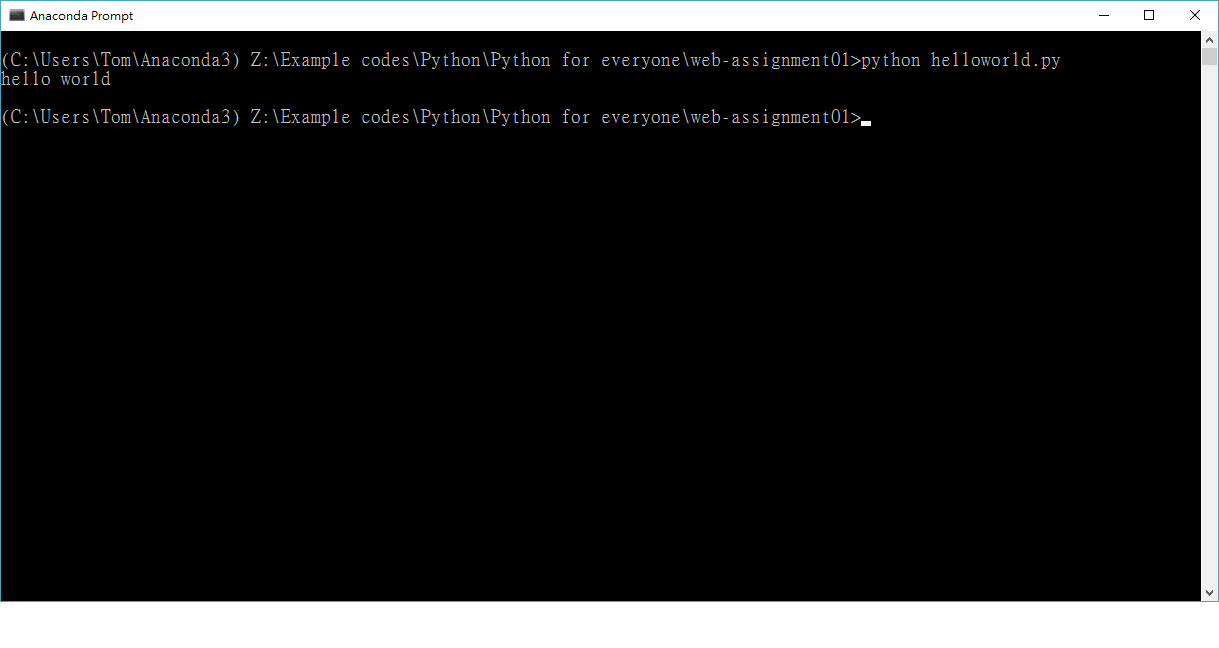 Anaconda Prompt
(C:\Users\Tom\Anaconda3) Z:\Example codes\Python\Python for everyone\web-assignment01>python helloworld.py
hello world
(C:\Users\Tom\Anaconda3) Z:\Example codes\Python\Python for everyone\web-assignment01>